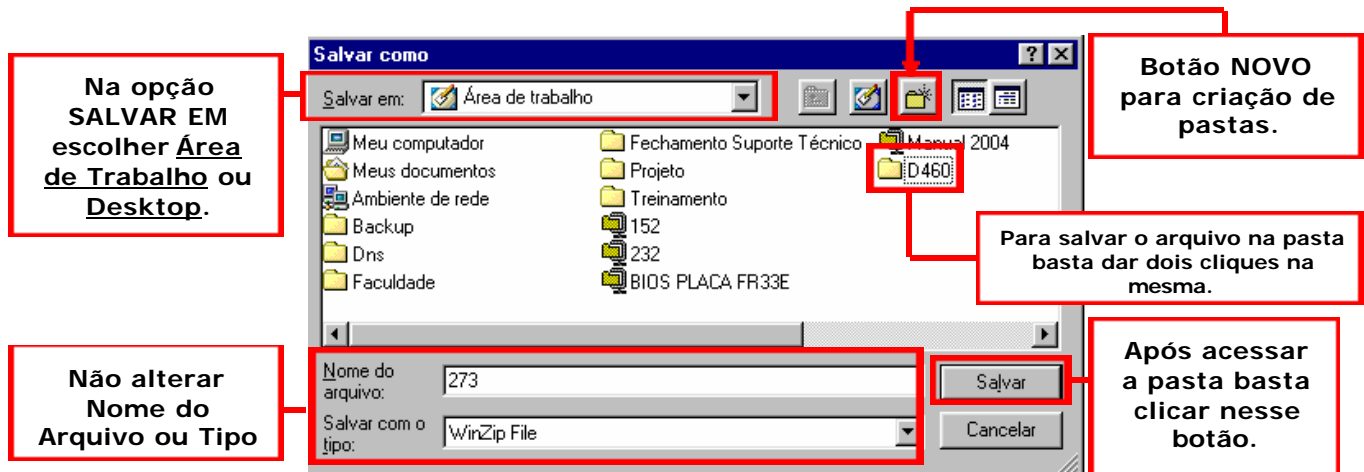 Na opção
SALVAR EM
escolher Área
de Trabalho ou
Desktop.
Salvar como
Salvar em:
Área de trabalho
Botão NOVO
para criação de
pastas.
Meu computador
Meus documentos
Ambiente de rede
Backup
Dns
Faculdade
Fechamento Suporte Técnico
Projeto
Treinamento
152
232
BIOS PLACA FR33E
Manual 2004
D460
Para salvar o arquivo na pasta
basta dar dois cliques na
mesma.
Não alterar
Nome do
Arquivo ou Tipo
Nome do
arquivo:
273
Salvar
Salvar com o
tipo:
WinZip File
Cancelar
Após acessar
a pasta basta
clicar nesse
botão.